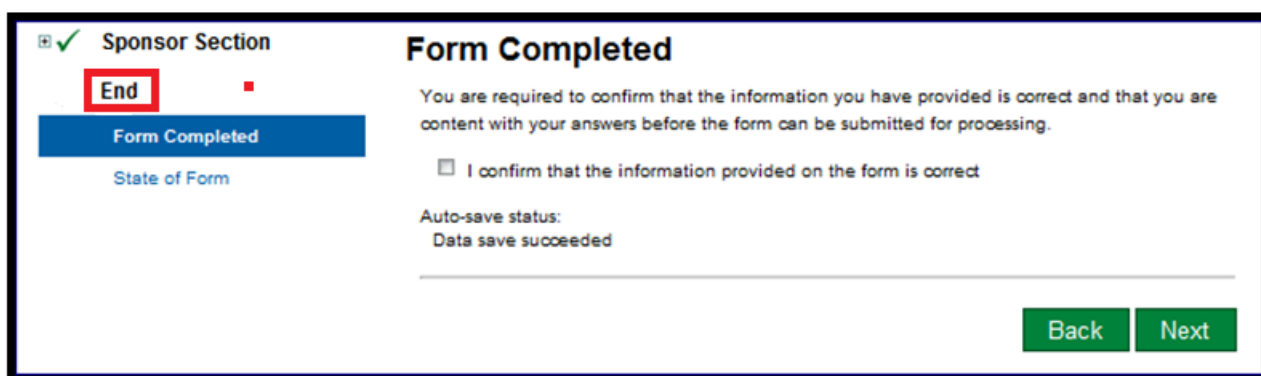 Sponsor Section
End
Form Completed
State of Form
Form Completed
You are required to confirm that the information you have provided is correct and that you are
content with your answers before the form can be submitted for processing.
I confirm that the information provided on the form is correct
Auto-save status:
Data save succeeded
Back
Next